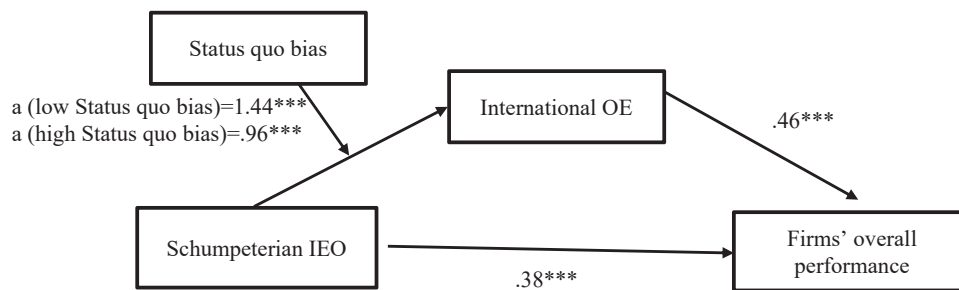 Status quo bias
a (low Status quo bias)=1.44***
a (high Status quo bias)=.96***
International OE
.46***
Schumpeterian IEO
.38***
Firms’ overall
performance